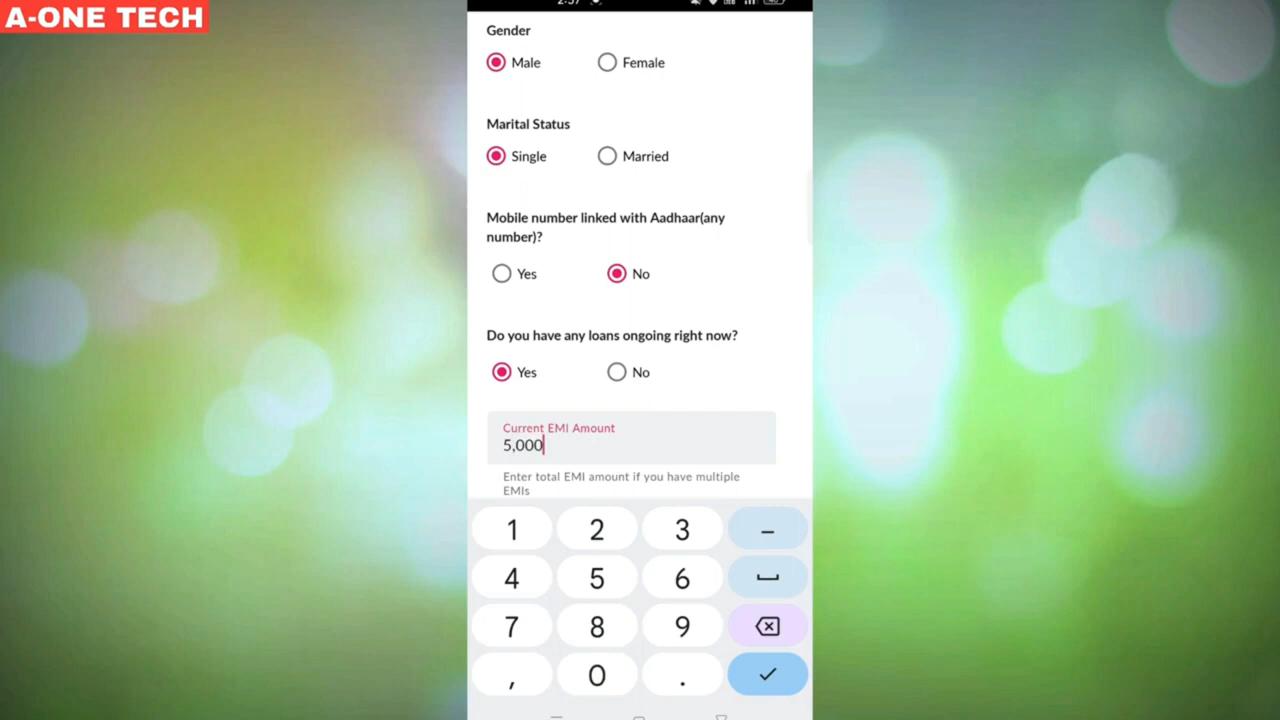 A-ONE TECH
Gender
Male Female
Marital Status
Single Married
Mobile number linked with Aadhaar(any
number)?
Yes No
Do you have any loans ongoing right now?
Yes No
Current EMI Amount
5,000
Enter total EMI amount if you have multiple
EMIs
1 2 3 –
4 5 6
7 8 9
, 0 .